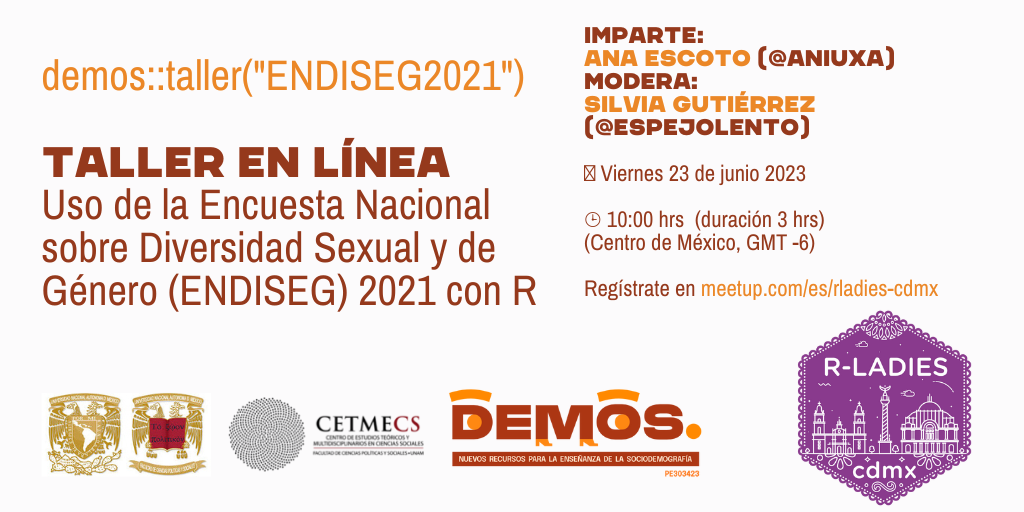 demos::taller("ENDISEG2021")
TALLER EN LÍNEA
Uso de la Encuesta Nacional
sobre Diversidad Sexual y de
Género (ENDISEG) 2021 con R
IMPARTE:
ANA ESCOTO (@ANIUXA)
MODERA:
SILVIA GUTIÉRREZ
(@ESPEJOLENTO)
Viernes 23 de junio 2023
10:00 hrs (duración 3 hrs)
(Centro de México, GMT -6)
Regístrate en meetup.com/es/rladies-cdmx
CETMECS
CENTRO DE ESTUDIOS TEÓRICOS Y
MULTIDISCIPLINARIOS EN CIENCIAS SOCIALES
FACULTAD DE CIENCIAS POLÍTICAS Y SOCIALES•UNAM
DEMOS.
NUEVOS RECURSOS PARA LA ENSEÑANZA DE LA SOCIODEMOGRAFÍA
PE303423
R-LADIES
cdmx